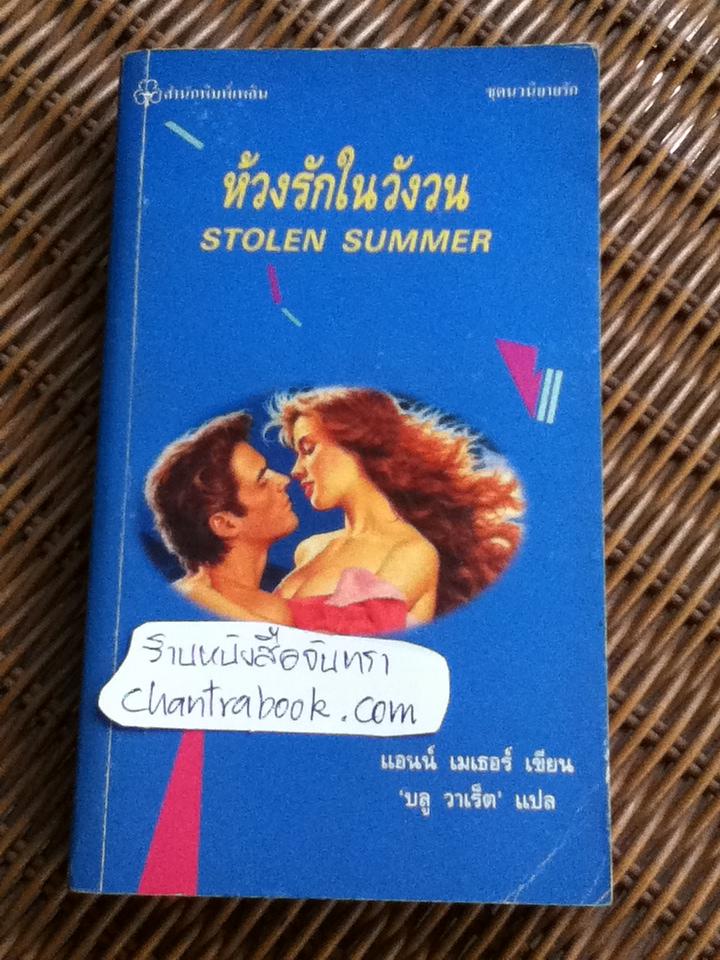 สำนักพิมพ์เพลิน
ชุดนวนิยายรัก
ห้วงรักในวังวน
STOLEN SUMMER
ร้านหนังสือจันทรา
chantrabook.com
แอนน์ เมเธอร์ เขียน
'บลู วาเร็ต' แปล